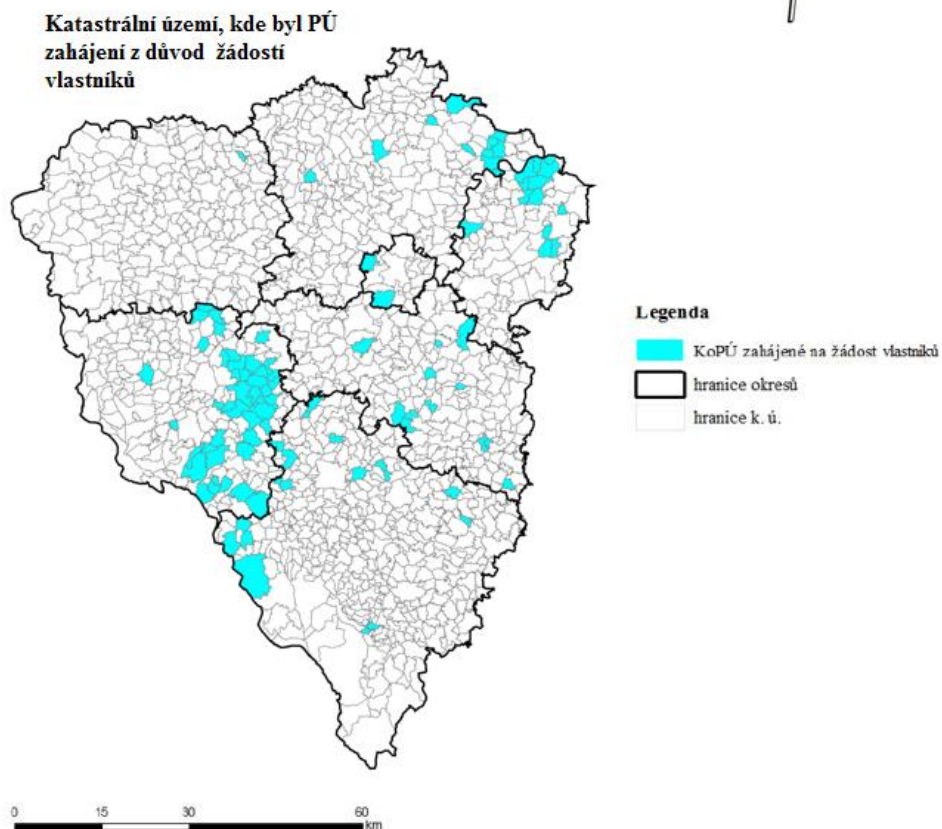 Katastrální území, kde byl PÚ
zahájení z důvod žádostí
vlastníků
Legenda
KoPÚ zahájené na žádost vlastníků
hranice okresů
hranice k. ú.
0 15 30 60
km